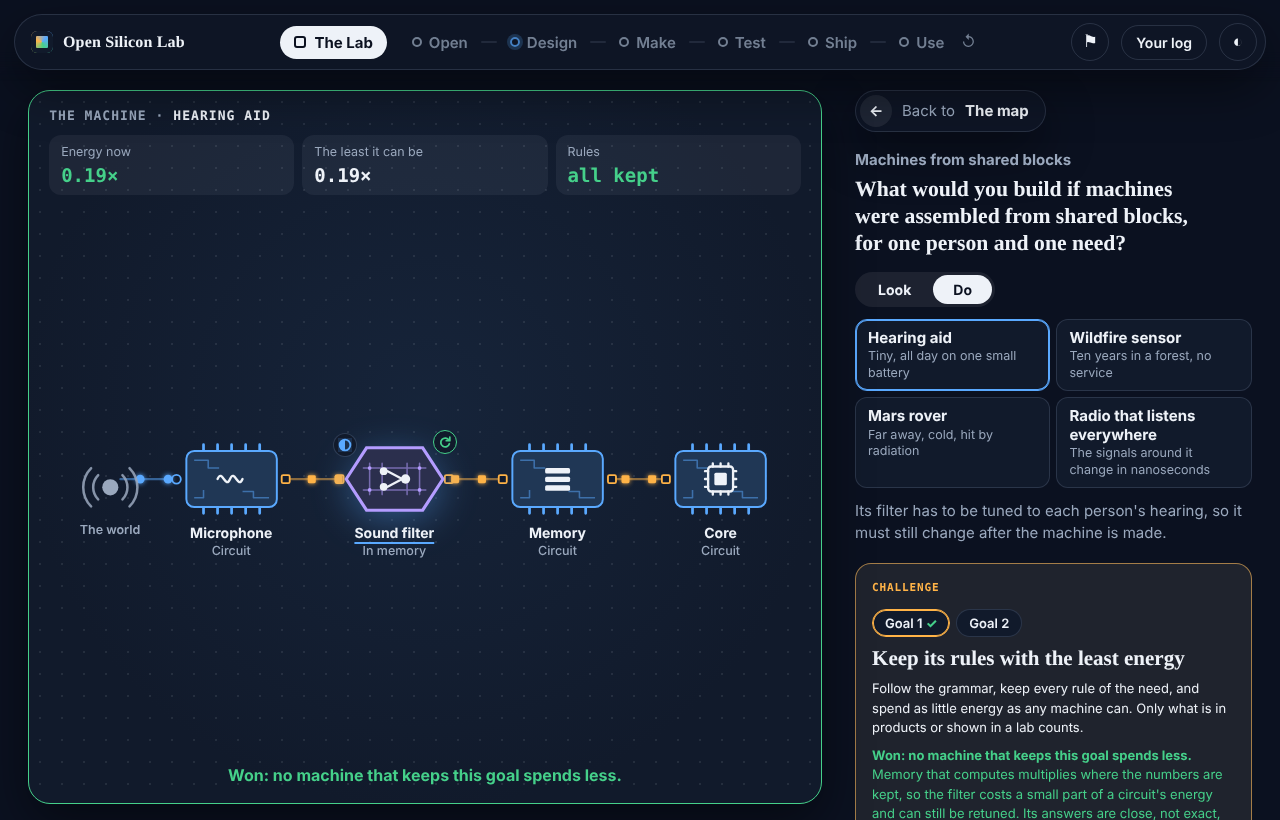 Open Silicon Lab
The Lab
Open
Design
Make
Test
Ship
Use
Your log
THE MACHINE · HEARING AID
Energy now
0.19×
The least it can be
0.19×
Rules
all kept
The world
Microphone
Circuit
Sound filter
In memory
Memory
Circuit
Core
Circuit
Won: no machine that keeps this goal spends less.
Back to The map
Machines from shared blocks
What would you build if machines
were assembled from shared blocks,
for one person and one need?
Look
Do
Hearing aid
Tiny, all day on one small
battery
Wildfire sensor
Ten years in a forest, no
service
Mars rover
Far away, cold, hit by
radiation
Radio that listens
everywhere
The signals around it
change in nanoseconds
Its filter has to be tuned to each person's hearing, so it
must still change after the machine is made.
CHALLENGE
Goal 1 ✓
Goal 2
Keep its rules with the least energy
Follow the grammar, keep every rule of the need, and
spend as little energy as any machine can. Only what is in
products or shown in a lab counts.
Won: no machine that keeps this goal spends less.
Memory that computes multiplies where the numbers are
kept, so the filter costs a small part of a circuit's energy
and can still be retuned. Its answers are close, not exact,